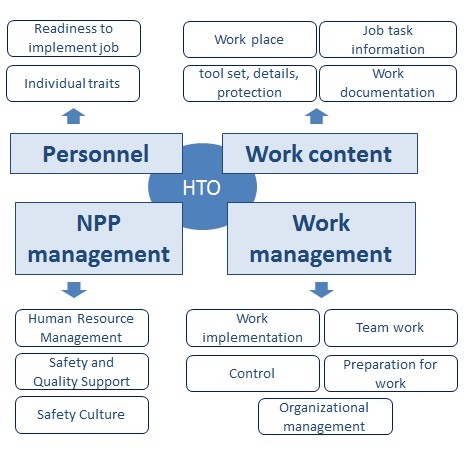 Readiness to
implement job
Individual traits
Work place
Job task
information
tool set, details,
protection
Work
documentation
Personnel
Work content
HTO
NPP
management
Work
management
Human Resource
Management
Safety and
Quality Support
Safety Culture
Work
implementation
Team work
Control
Preparation for
work
Organizational
management